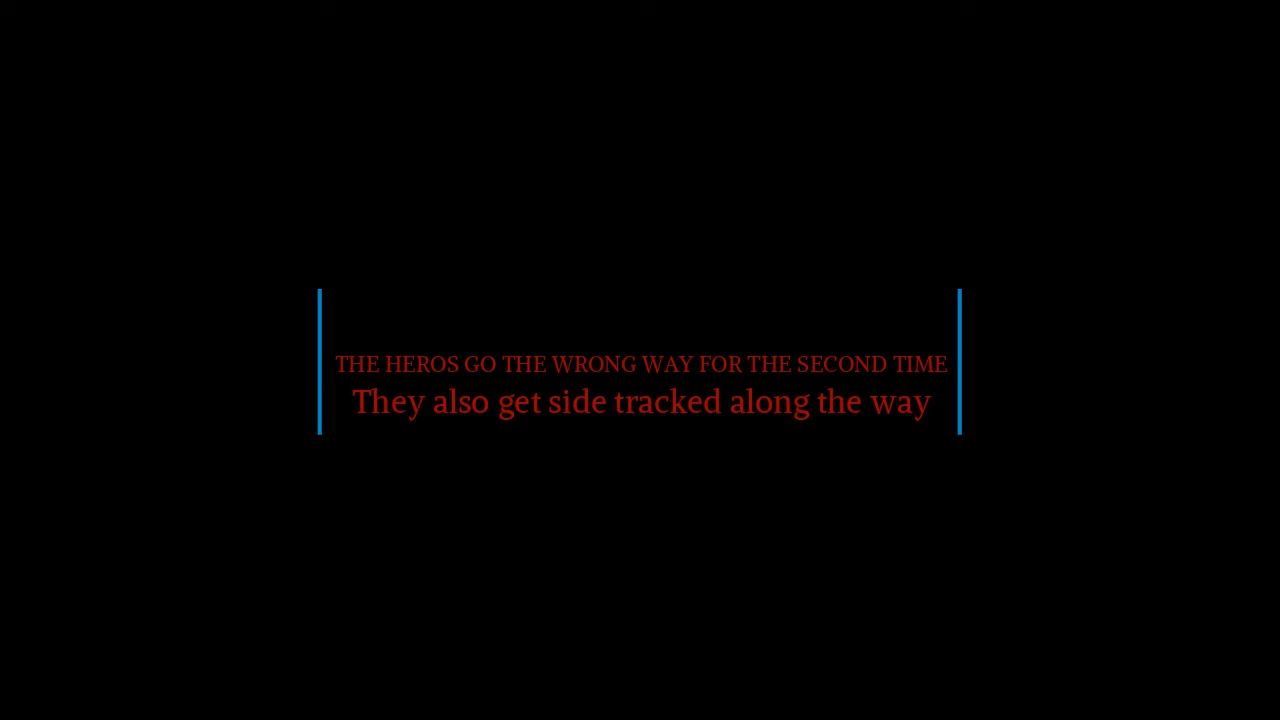 THE HEROS GO THE WRONG WAY FOR THE SECOND TIME
They also get side tracked along the way